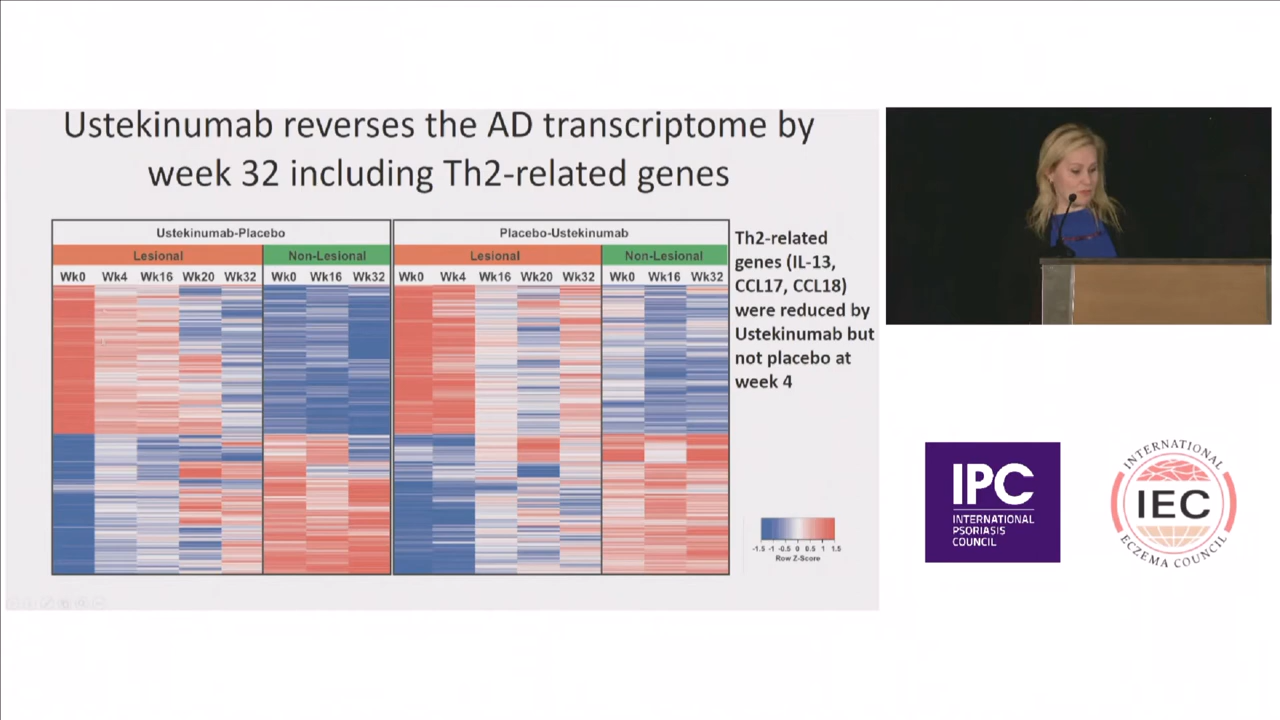 Ustekinumab reverses the AD transcriptome by
week 32 including Th2-related genes
Ustekinumab-Placebo
Placebo-Ustekinumab
Lesional
Non-Lesional
Lesional
Non-Lesional
Wk0 Wk4 Wk16 Wk20 Wk32 Wk0 Wk16 Wk32
Wk0 Wk4 Wk16 Wk20 Wk32 Wk0 Wk16 Wk32
Th2-related
genes (IL-13,
CCL17, CCL18)
were reduced by
Ustekinumab but
not placebo at
week 4
-1.5 -1 -0.5 0 0.5 1 1.5
Row Z-Score
IPC
INTERNATIONAL
PSORIASIS
COUNCIL
INTERNATIONAL
IEC
ECZEMA COUNCIL